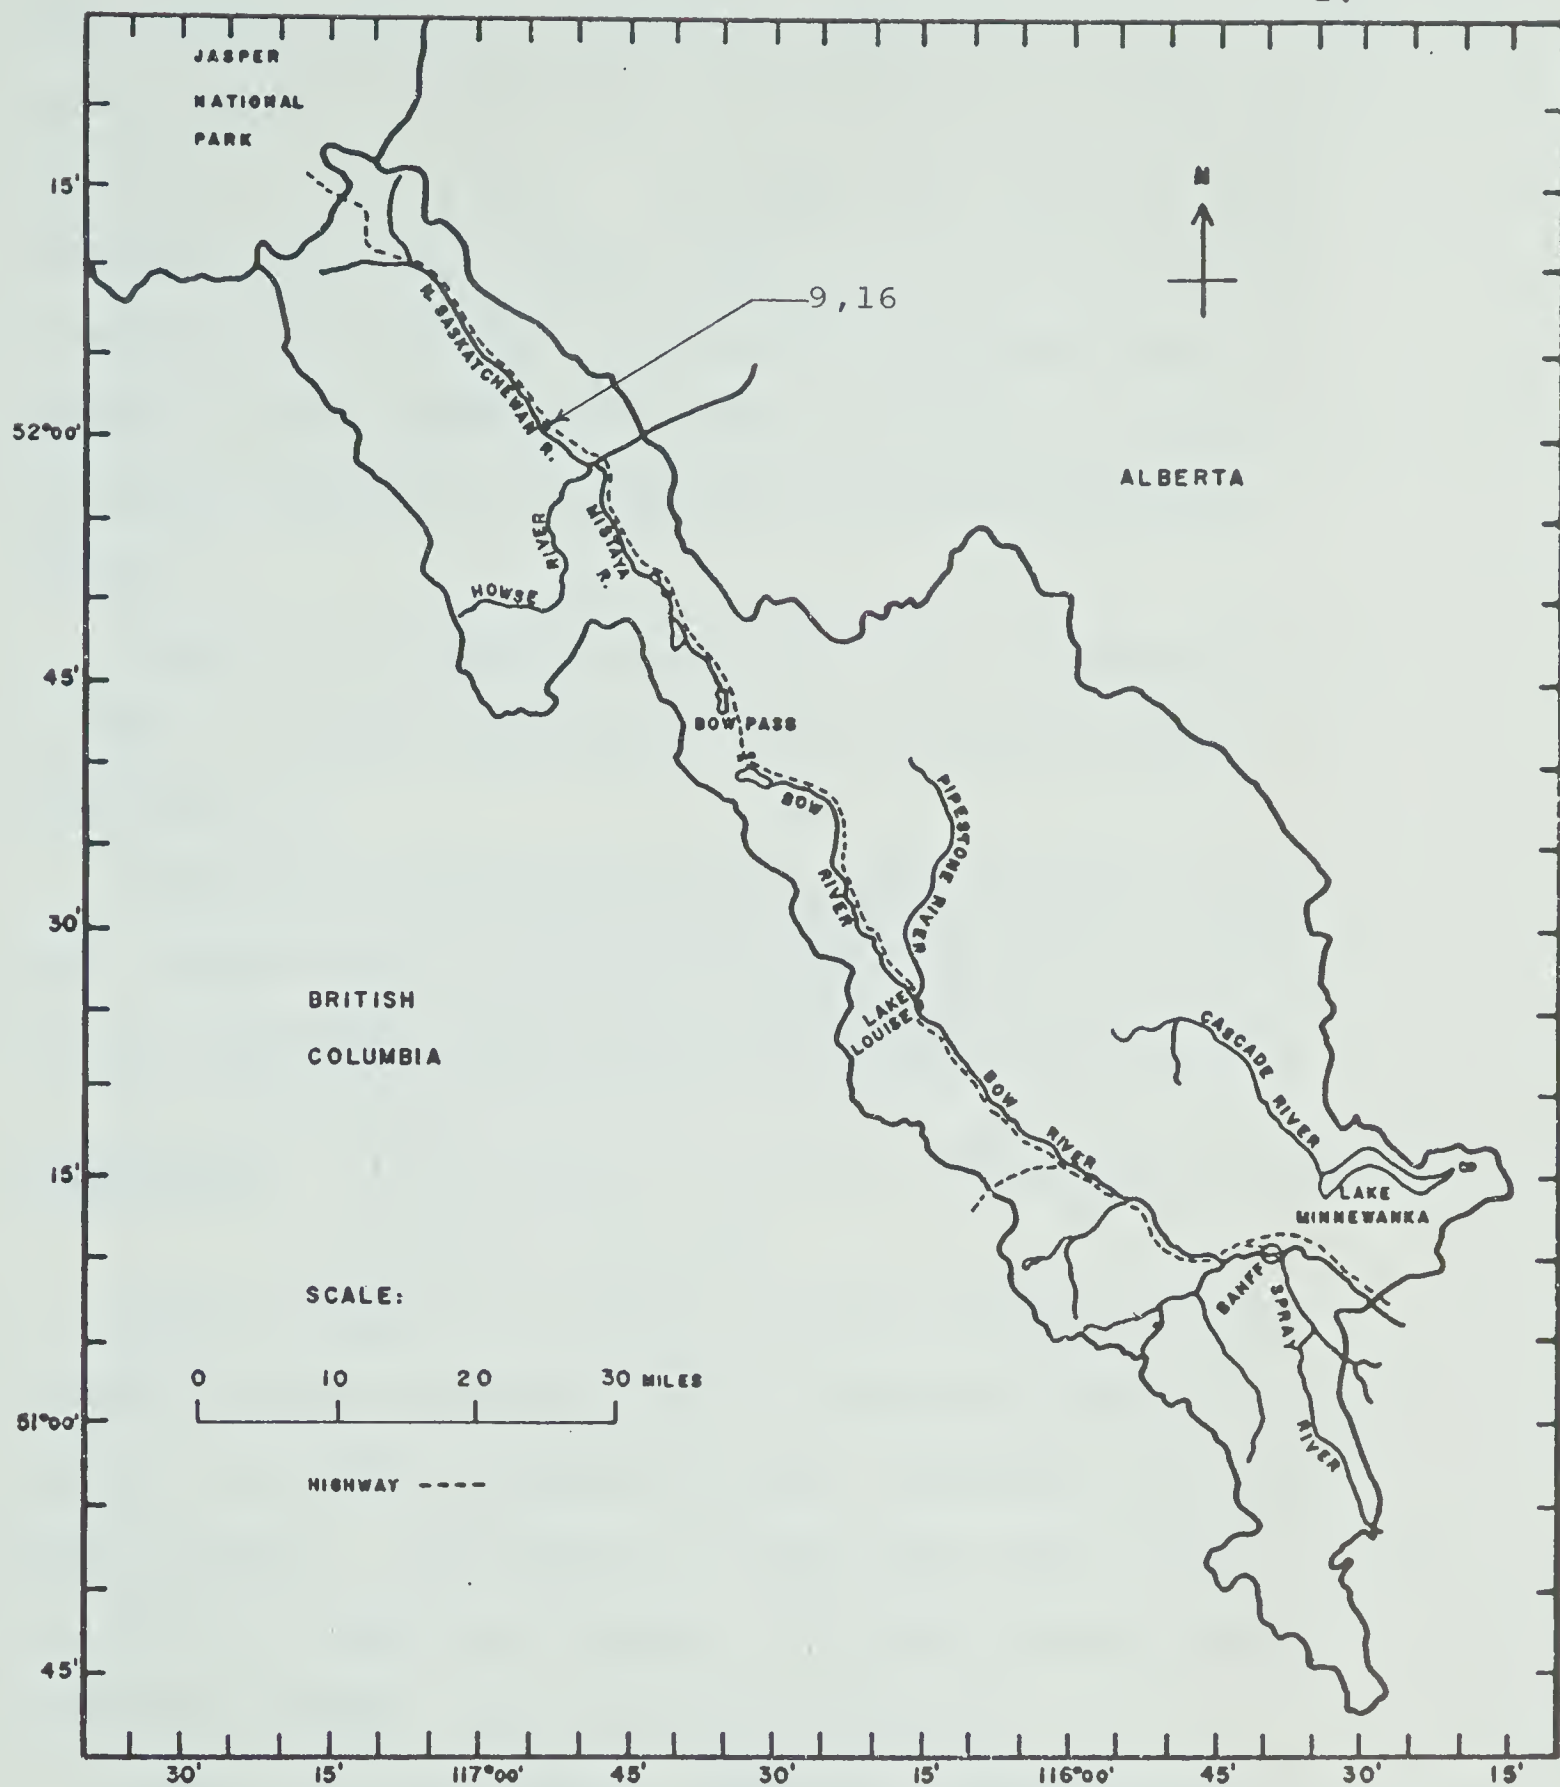 JASPER
NATIONAL
PARK
N
15'
9,16
N. SASKATCHEWAN R.
52°00'
ALBERTA
MISTAYA R.
HOWSE RIVER
45'
BOW PASS
BOW RIVER
PIPESTONE RIVER
30'
LAKE
LOUISE
BRITISH
COLUMBIA
CASCADE RIVER
BOW RIVER
15'
LAKE
MINNEWANKA
BANFF
SPRAY RIVER
SCALE:
0 10 20 30 MILES
51°00'
HIGHWAY ----
45'
30' 15' 117°00' 45' 30' 15' 116°00' 45' 30' 15'